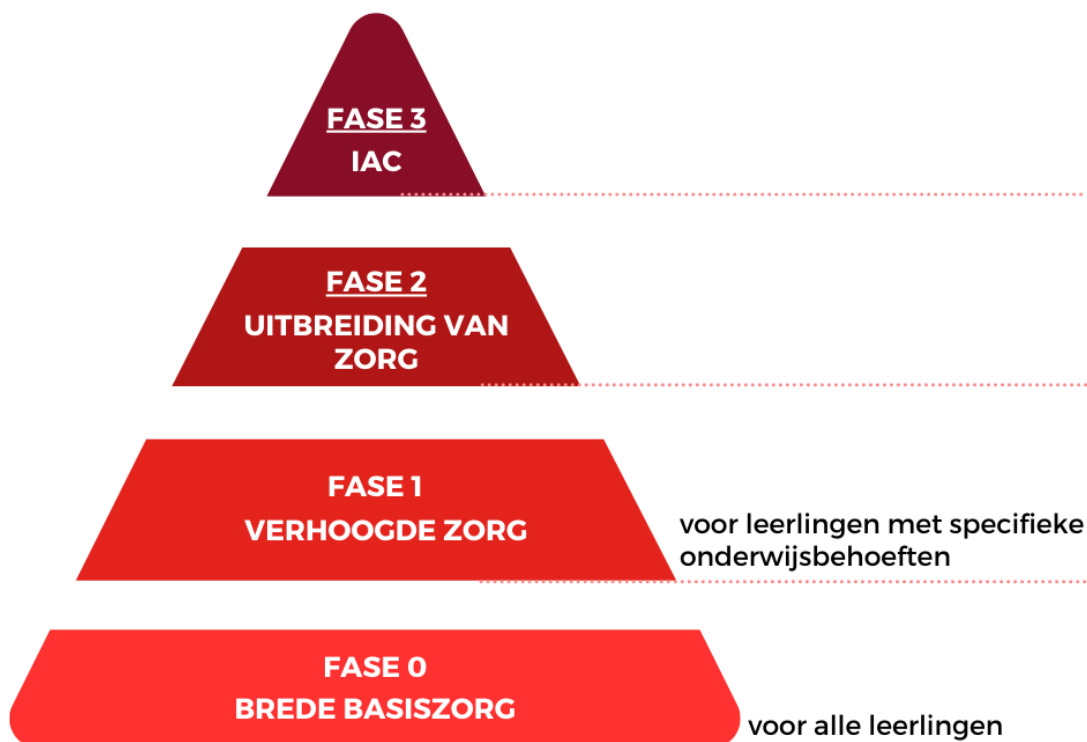 FASE 3
IAC
FASE 2
UITBREIDING VAN
ZORG
FASE 1
VERHOOGDE ZORG
voor leerlingen met specifieke
onderwijsbehoeften
FASE 0
BREDE BASISZORG
voor alle leerlingen